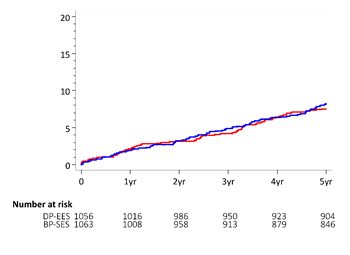 20
15
10
5
0
0 1yr 2yr 3yr 4yr 5yr
Number at risk
DP-EES 1056 1016 986 950 923 904
BP-SES 1063 1008 958 913 879 846